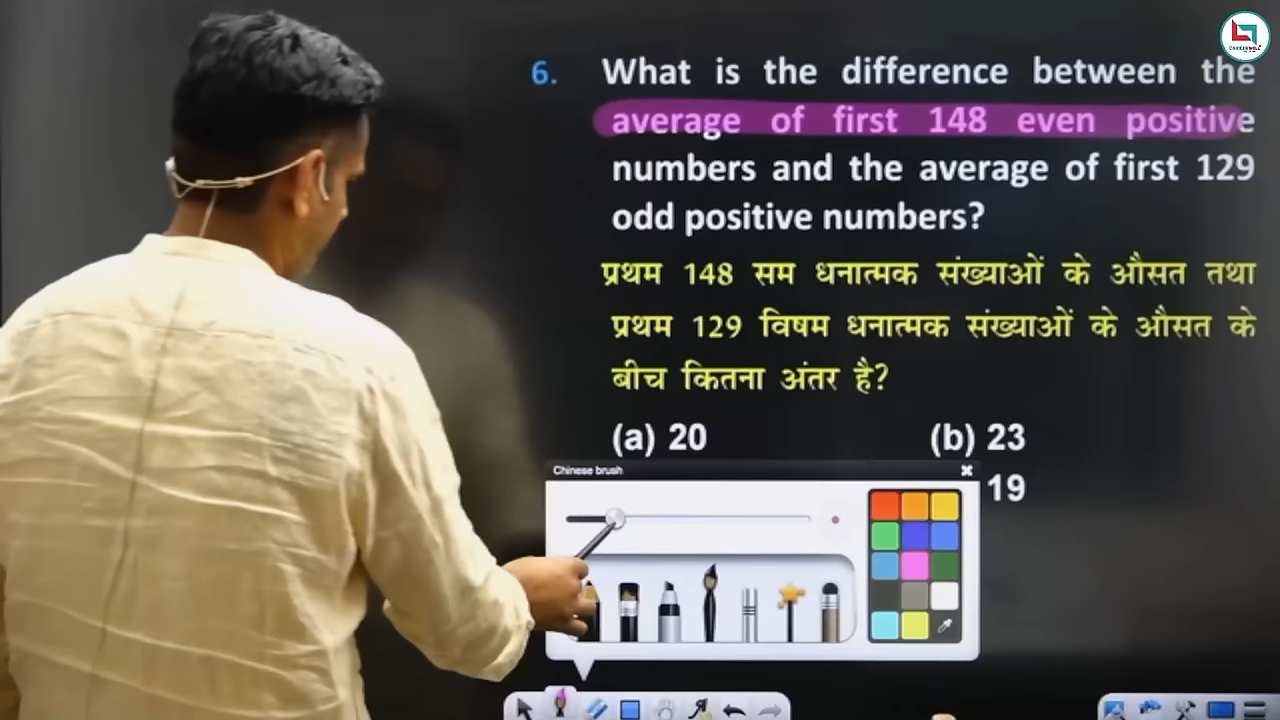 6. What is the difference between the
average of first 148 even positive
numbers and the average of first 129
odd positive numbers?
प्रथम 148 सम धनात्मक संख्याओं के औसत तथा
प्रथम 129 विषम धनात्मक संख्याओं के औसत के
बीच कितना अंतर है?
(a) 20 (b) 23
19
Chinese brush